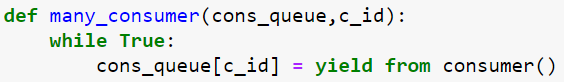 def many_consumer(cons_queue,c_id):
    while True:
        cons_queue[c_id] = yield from consumer()